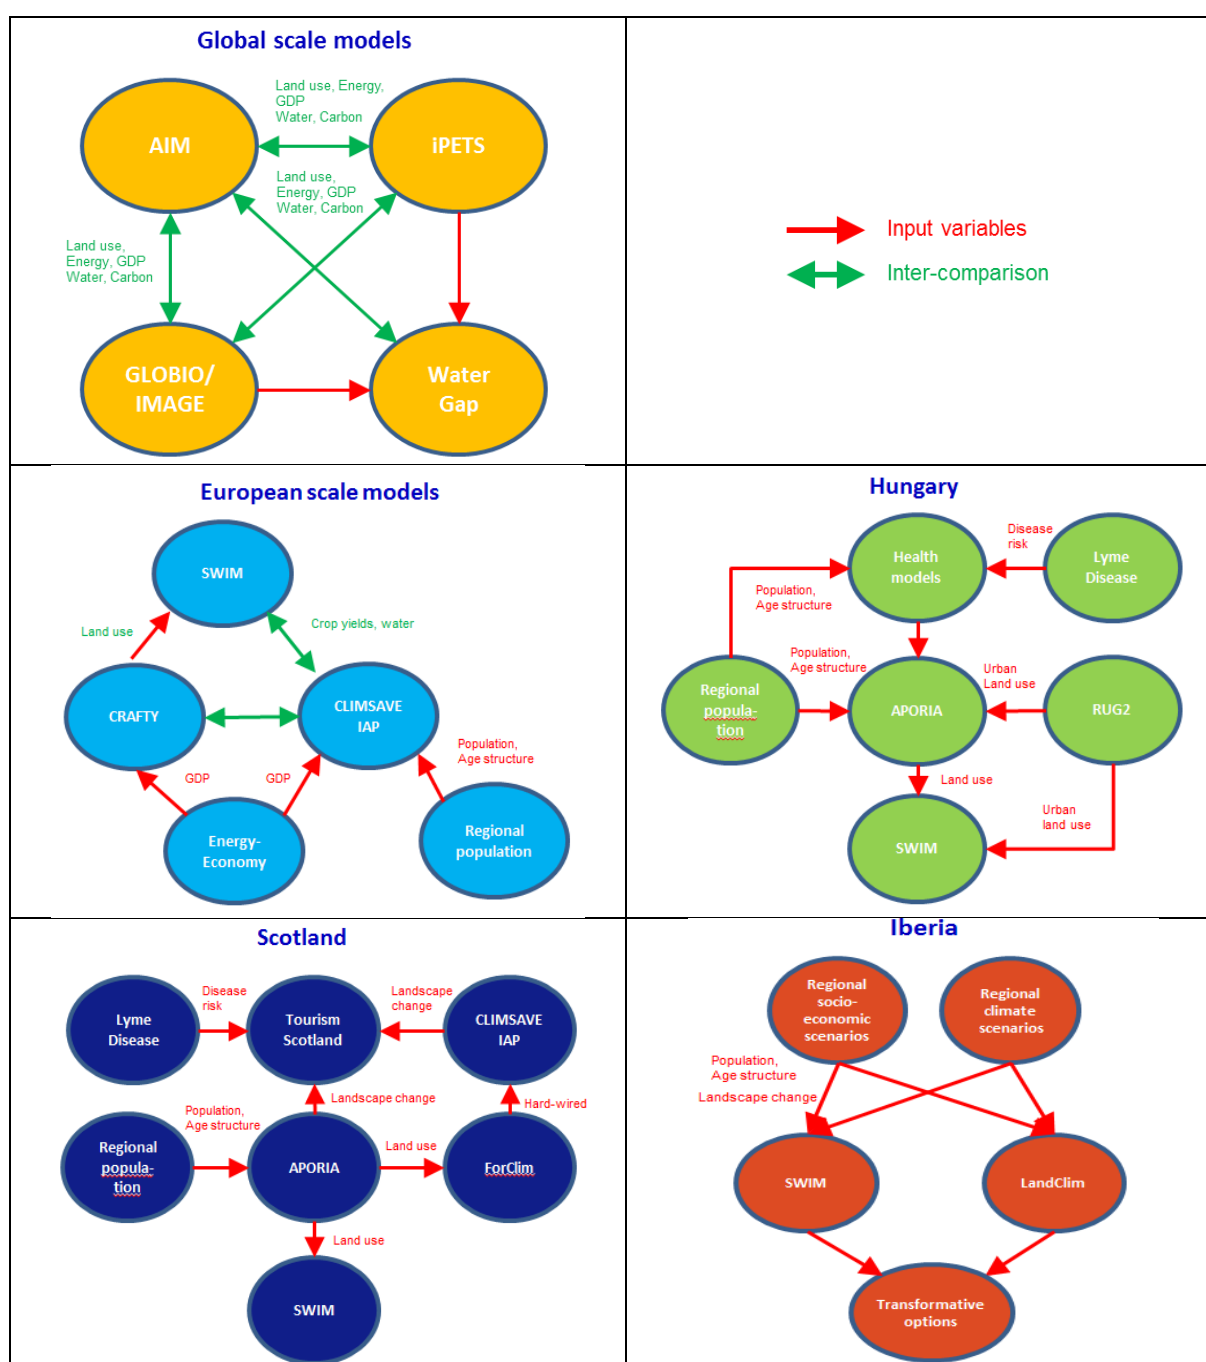 Global scale models
Land use, Energy,
GDP
Water, Carbon
AIM
iPETS
Land use,
Energy, GDP
Water, Carbon
Land use,
Energy, GDP
Water, Carbon
GLOBIO/
IMAGE
Water
Gap
Input variables
Inter-comparison
European scale models
SWIM
Land use
Crop yields, water
CRAFTY
CLIMSAVE
IAP
Population,
Age structure
GDP
GDP
Energy-
Economy
Regional
population
Hungary
Health
models
Disease
risk
Lyme
Disease
Population,
Age structure
Population,
Age structure
Urban
Land use
Regional
popula-
tion
APORIA
RUG2
Land use
Urban
land use
SWIM
Scotland
Lyme
Disease
Disease
risk
Tourism
Scotland
Landscape
change
CLIMSAVE
IAP
Landscape change
Hard-wired
Population,
Age structure
Regional
popula-
tion
APORIA
Land use
ForClim
Land use
SWIM
Iberia
Regional
socio-
economic
scenarios
Regional
climate
scenarios
Population,
Age structure
Landscape change
SWIM
LandClim
Transformative
options